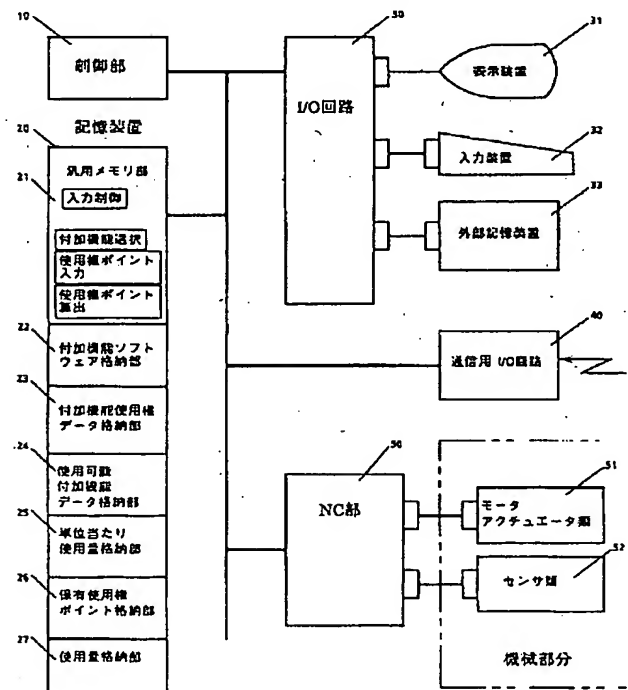 10
創御部
記憶装置
20
21
汎用メモリ部
入力制御
付加機能選択
使用権ポイント
入力
使用権ポイント
算出
22
付加機能ソフト
ウェア格納部
23
付加機能使用権
データ格納部
24
使用可能
付加機能
データ格納部
25
単位当たり
使用量格納部
26
保有使用権
ポイント格納部
27
使用量格納部
30
I/O回路
31
表示装置
32
入力装置
33
外部記憶装置
40
通信用 I/O回路
50
NC部
51
モータ
アクチュエータ類
52
センサ類
機械部分